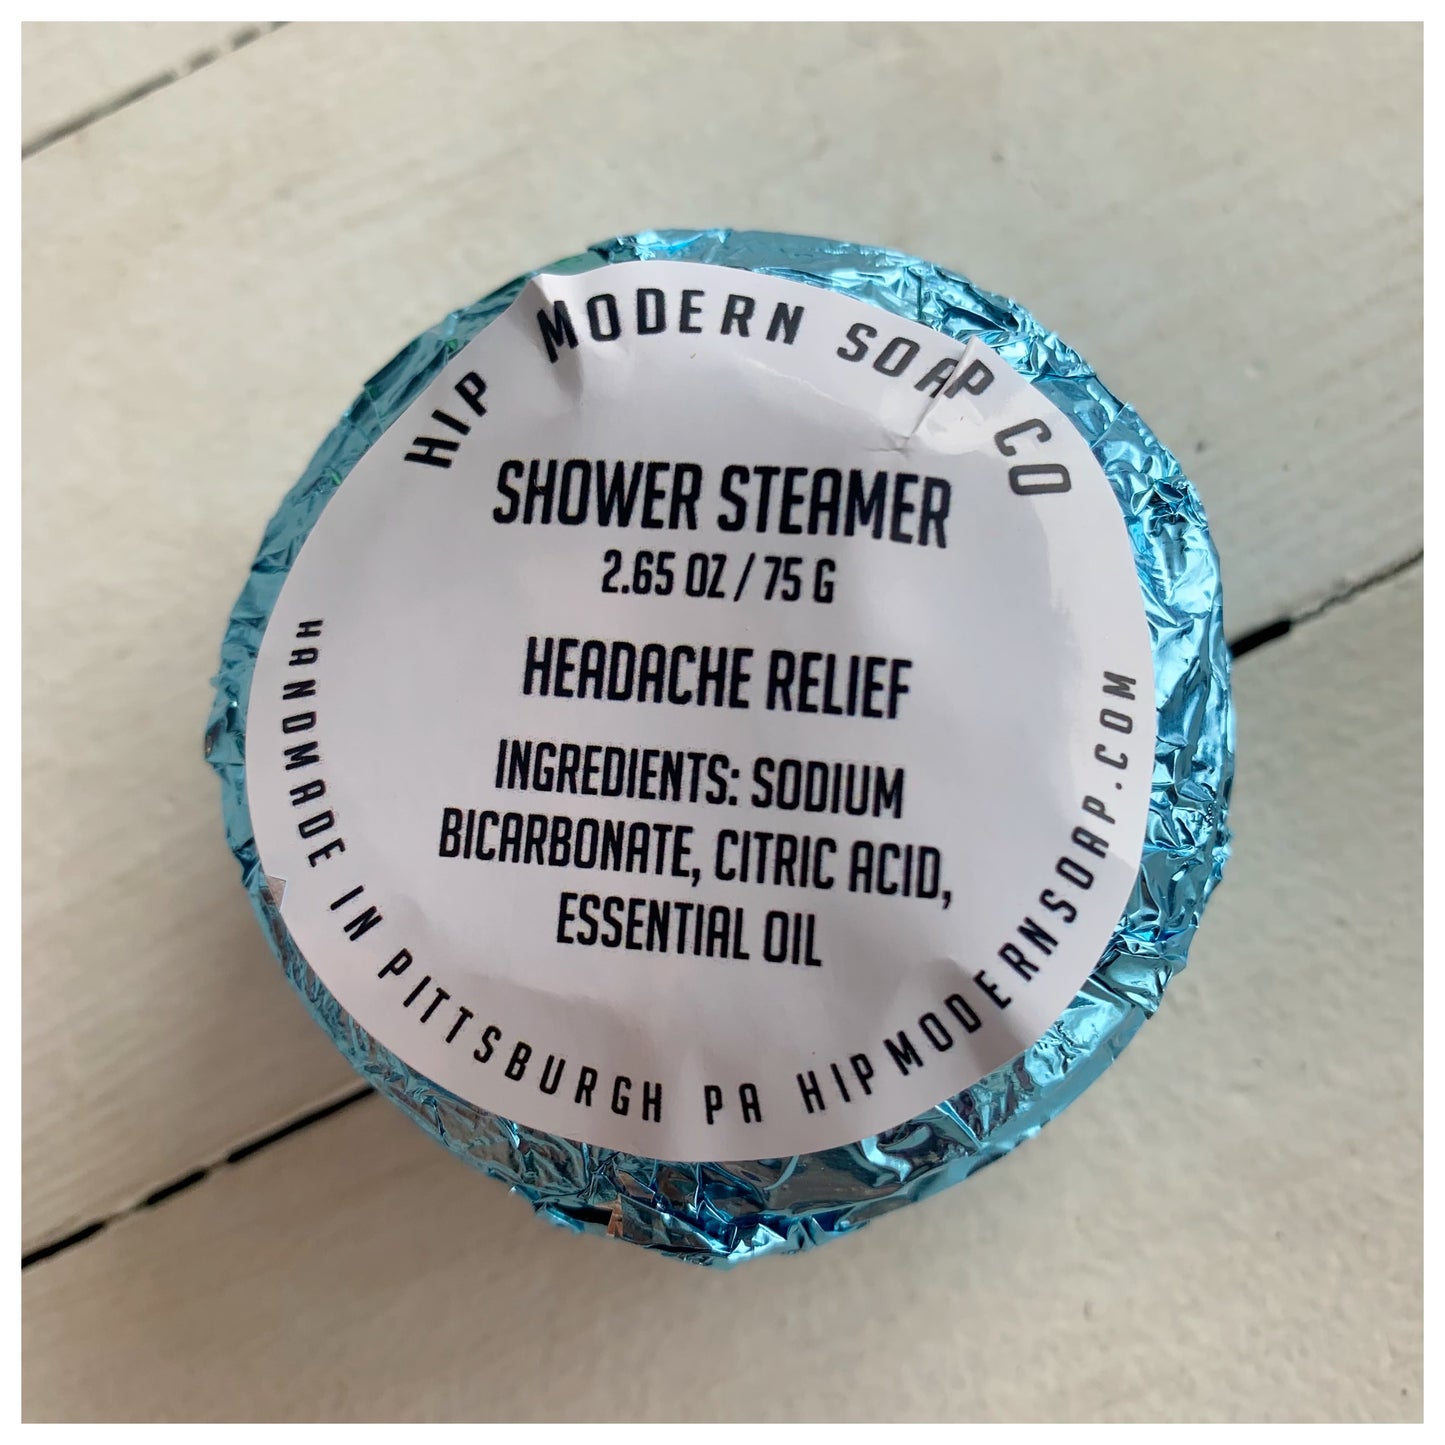 HIP MODERN SOAP CO
SHOWER STEAMER
2.65 OZ / 75 G
HEADACHE RELIEF
INGREDIENTS: SODIUM
BICARBONATE, CITRIC ACID,
ESSENTIAL OIL
HANDMADE IN PITTSBURGH PA HIPMODERNSOAP.COM